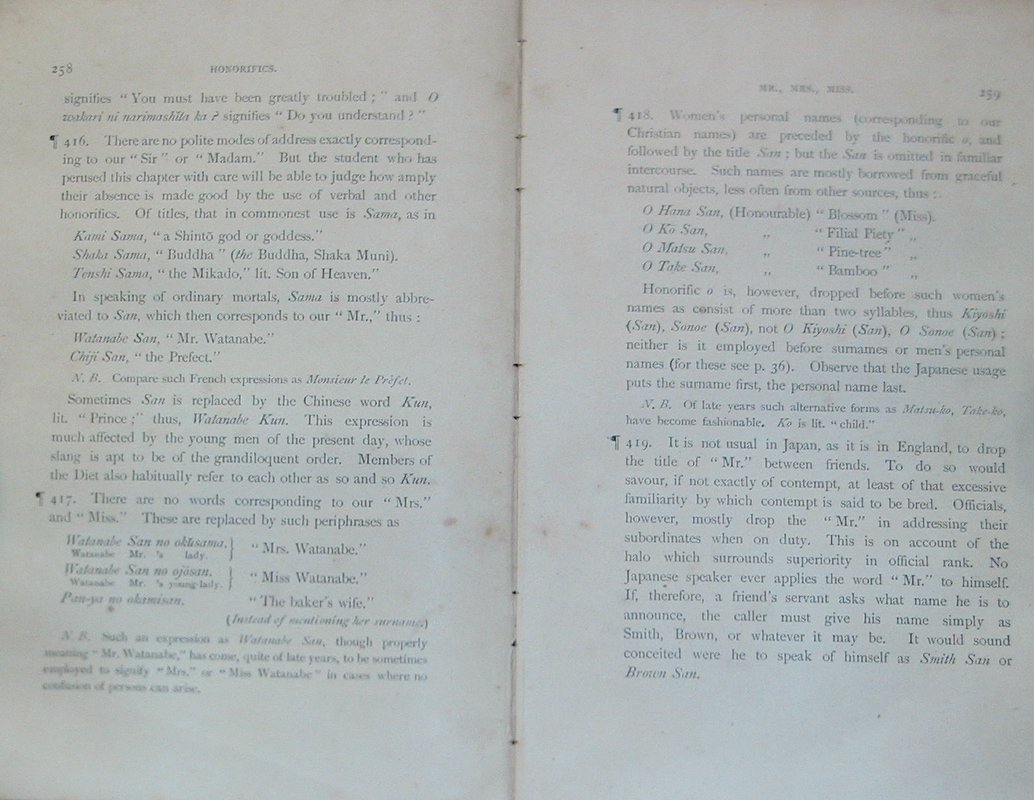 258
HONORIFICS.
signifies "You must have been greatly troubled;" and O
wakari ni narimashita ka? signifies "Do you understand?"
¶ 416. There are no polite modes of address exactly correspond-
ing to our "Sir" or "Madam." But the student who has
perused this chapter with care will be able to judge how amply
their absence is made good by the use of verbal and other
honorifics. Of titles, that in commonest use is Sama, as in
Kami Sama, "a Shintō god or goddess."
Shaka Sama, "Buddha" (the Buddha, Shaka Muni).
Tenshi Sama, "the Mikado," lit. Son of Heaven."
In speaking of ordinary mortals, Sama is mostly abbre-
viated to San, which then corresponds to our "Mr.," thus:
Watanabe San, "Mr. Watanabe."
Chiji San, "the Prefect."
N. B. Compare such French expressions as Monsieur le Préfet.
Sometimes San is replaced by the Chinese word Kun,
lit. "Prince;" thus, Watanabe Kun. This expression is
much affected by the young men of the present day, whose
slang is apt to be of the grandiloquent order. Members of
the Diet also habitually refer to each other as so and so Kun.
¶ 417. There are no words corresponding to our "Mrs."
and "Miss." These are replaced by such periphrases as
Watanabe San no okusama. } "Mrs. Watanabe."
Watanabe Mr. 's lady.
Watanabe San no ojōsan. } "Miss Watanabe."
Watanabe Mr. 's young-lady.
Pan-ya no okamisan. "The baker's wife."
(Instead of mentioning her surname.)
N. B. Such an expression as Watanabe San, though properly
meaning "Mr. Watanabe," has come, quite of late years, to be sometimes
employed to signify "Mrs." or "Miss Watanabe" in cases where no
confusion of persons can arise.
MR., MRS., MISS.
259
¶ 418. Women's personal names (corresponding to our
Christian names) are preceded by the honorific o, and
followed by the title San; but the San is omitted in familiar
intercourse. Such names are mostly borrowed from graceful
natural objects, less often from other sources, thus:
O Hana San, (Honourable) "Blossom" (Miss).
O Kō San, „ "Filial Piety" „
O Matsu San, „ "Pine-tree" „
O Take San, „ "Bamboo" „
Honorific o is, however, dropped before such women's
names as consist of more than two syllables, thus Kiyoshi
(San), Sonoe (San), not O Kiyoshi (San), O Sonoe (San);
neither is it employed before surnames or men's personal
names (for these see p. 36). Observe that the Japanese usage
puts the surname first, the personal name last.
N. B. Of late years such alternative forms as Matsu-ko, Take-ko,
have become fashionable. Ko is lit. "child."
¶ 419. It is not usual in Japan, as it is in England, to drop
the title of "Mr." between friends. To do so would
savour, if not exactly of contempt, at least of that excessive
familiarity by which contempt is said to be bred. Officials,
however, mostly drop the "Mr." in addressing their
subordinates when on duty. This is on account of the
halo which surrounds superiority in official rank. No
Japanese speaker ever applies the word "Mr." to himself.
If, therefore, a friend's servant asks what name he is to
announce, the caller must give his name simply as
Smith, Brown, or whatever it may be. It would sound
conceited were he to speak of himself as Smith San or
Brown San.